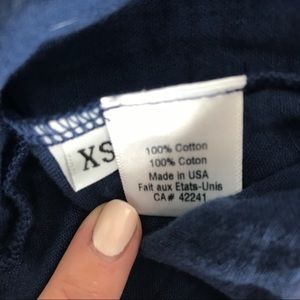 XS
100% Cotton
100% Coton
Made in USA
Fait aux Etats-Unis
CA# 42241